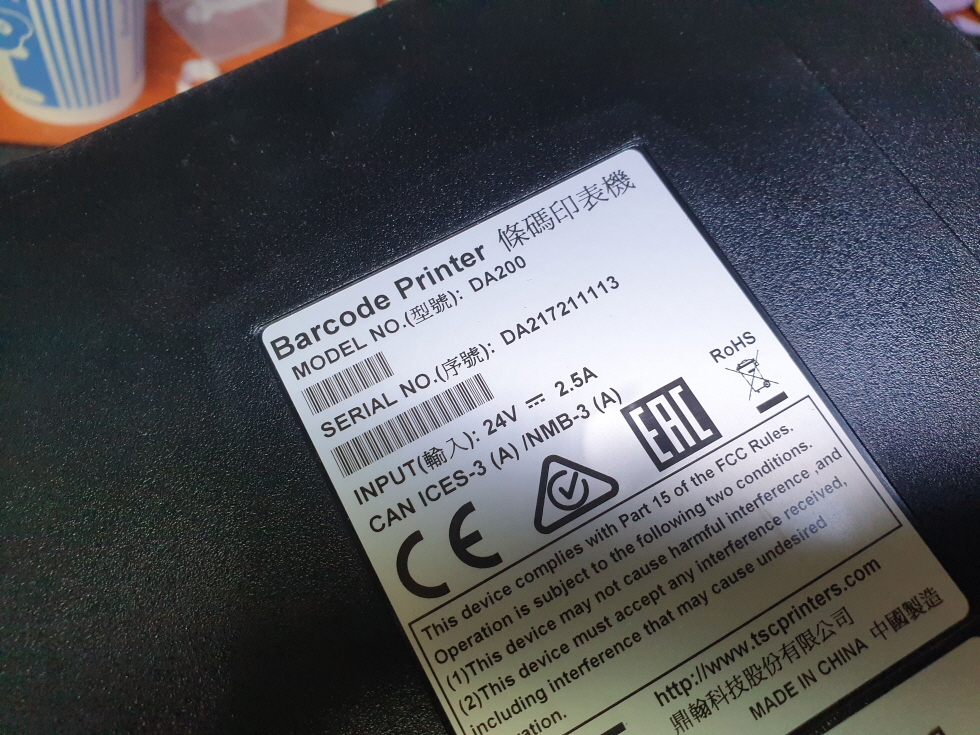 Barcode Printer 條碼印表機
MODEL NO.(型號): DA200
SERIAL NO.(序號): DA217211113
INPUT(輸入): 24V ⎓ 2.5A
CAN ICES-3 (A) /NMB-3 (A)
CE
EAC
RoHS
This device complies with Part 15 of the FCC Rules.
Operation is subject to the following two conditions.
(1)This device may not cause harmful interference ,and
(2)This device must accept any interference received,
including interference that may cause undesired
http://www.tscprinters.com
鼎翰科技股份有限公司
MADE IN CHINA 中國製造